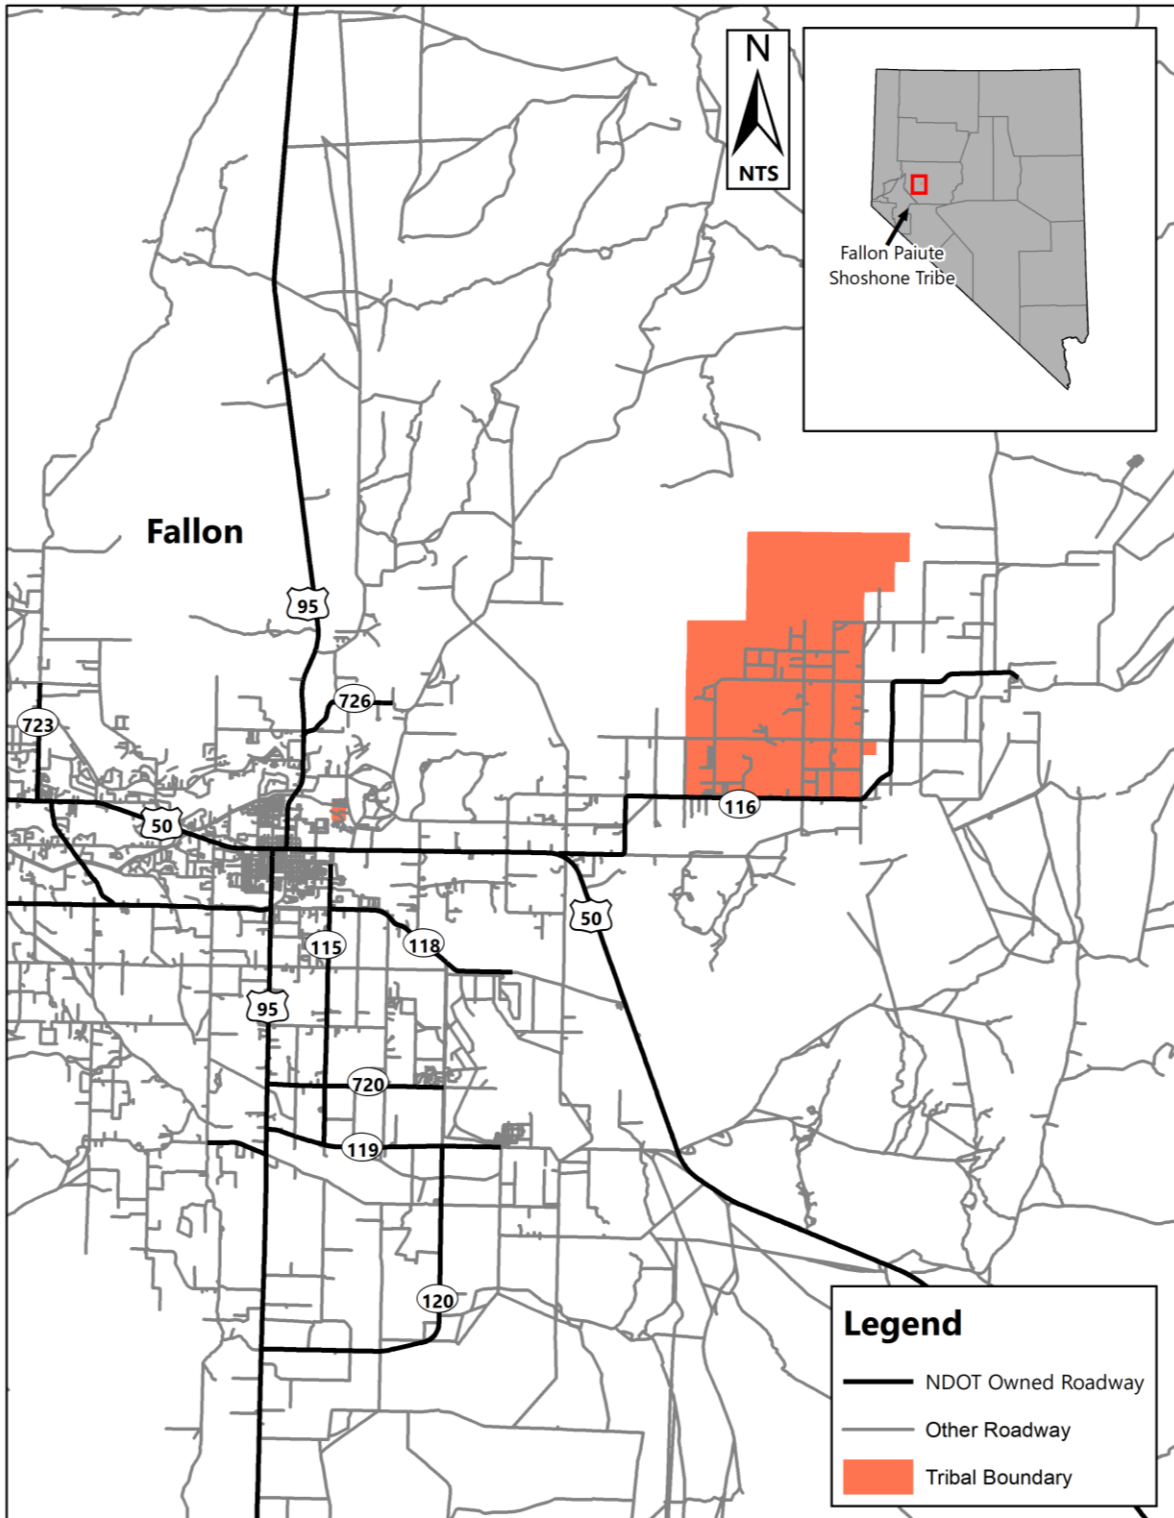 N
NTS
Fallon Paiute
Shoshone Tribe
Fallon
95
726
723
50
116
50
115
118
95
720
119
120
Legend
NDOT Owned Roadway
Other Roadway
Tribal Boundary